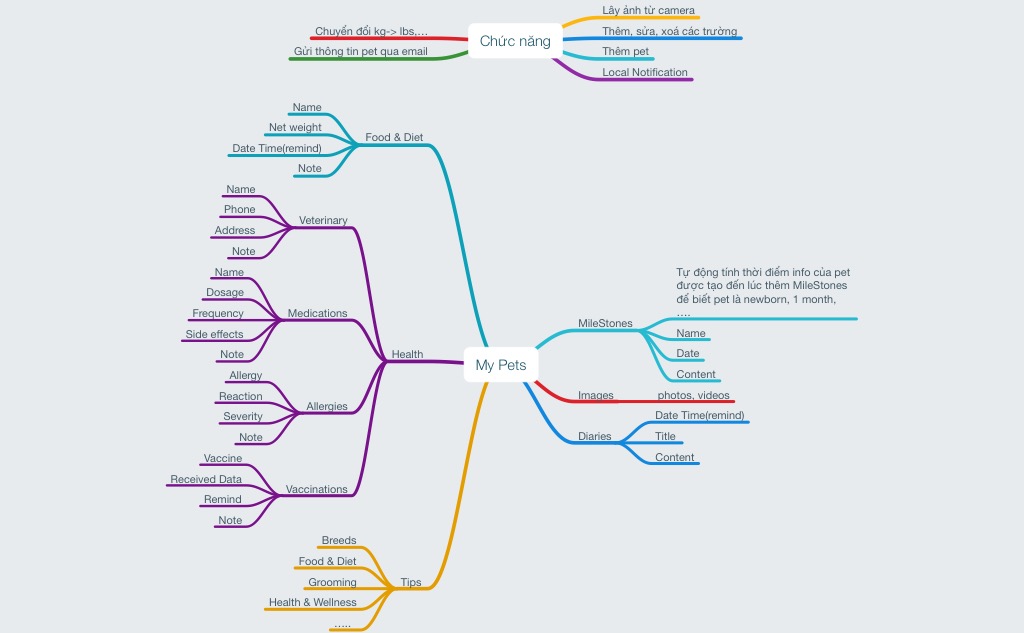 Chức năng
Chuyển đổi kg-> lbs,...
Gửi thông tin pet qua email
Lấy ảnh từ camera
Thêm, sửa, xoá các trường
Thêm pet
Local Notification
My Pets
Food & Diet
Name
Net weight
Date Time(remind)
Note
Health
Veterinary
Name
Phone
Address
Note
Medications
Name
Dosage
Frequency
Side effects
Note
Allergies
Allergy
Reaction
Severity
Note
Vaccinations
Vaccine
Received Data
Remind
Note
Tips
Breeds
Food & Diet
Grooming
Health & Wellness
.....
MileStones
Tự động tính thời điểm info của pet
được tạo đến lúc thêm MileStones
để biết pet là newborn, 1 month,
....
Name
Date
Content
Images
photos, videos
Diaries
Date Time(remind)
Title
Content